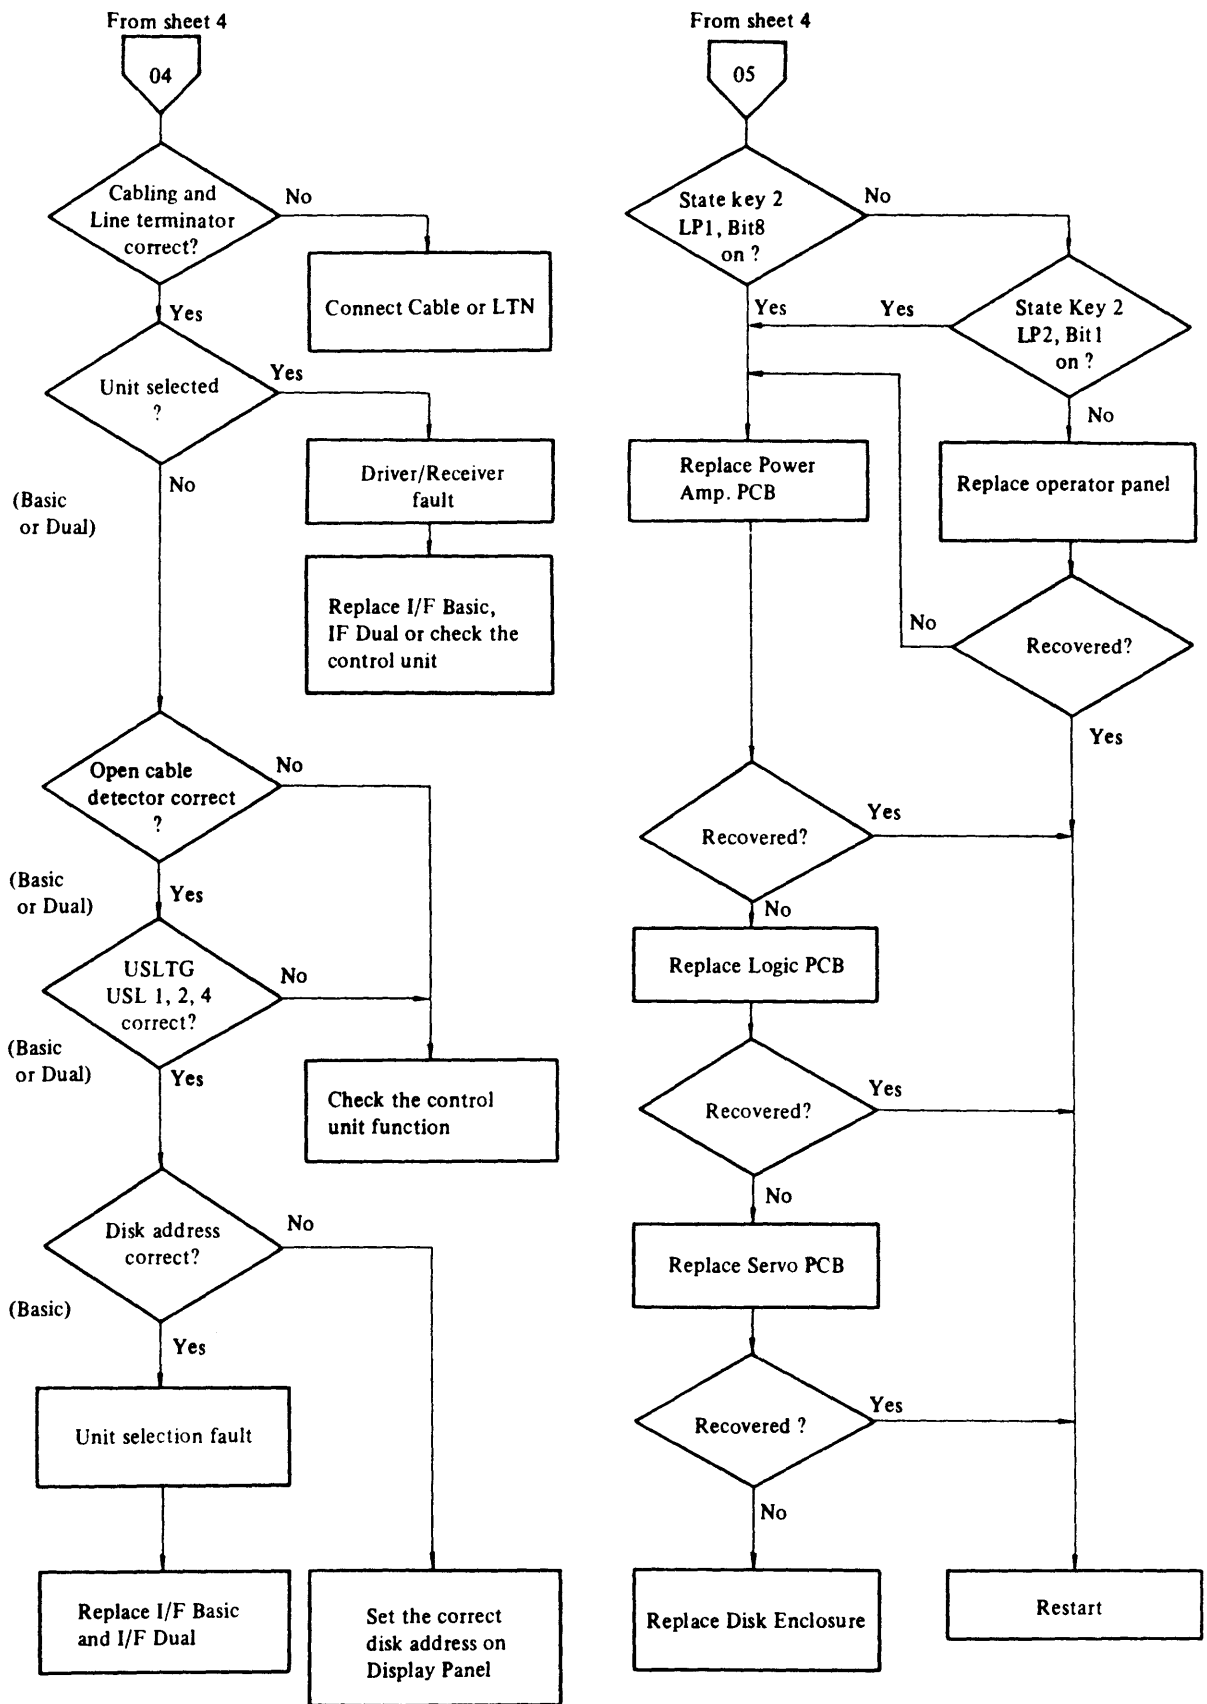 From sheet 4
04
Cabling and
Line terminator
correct?
No
Connect Cable or LTN
Yes
Unit selected
?
Yes
Driver/Receiver
fault
Replace I/F Basic,
IF Dual or check the
control unit
No
(Basic
or Dual)
Open cable
detector correct
?
No
(Basic
or Dual)
Yes
USLTG
USL 1, 2, 4
correct?
No
(Basic
or Dual)
Yes
Check the control
unit function
Disk address
correct?
No
(Basic)
Yes
Unit selection fault
Replace I/F Basic
and I/F Dual
Set the correct
disk address on
Display Panel
From sheet 4
05
State key 2
LP1, Bit8
on ?
No
Yes
State Key 2
LP2, Bit1
on ?
Yes
No
Replace Power
Amp. PCB
Replace operator panel
Recovered?
No
Yes
Recovered?
Yes
No
Replace Logic PCB
Recovered?
Yes
No
Replace Servo PCB
Recovered ?
Yes
No
Replace Disk Enclosure
Restart